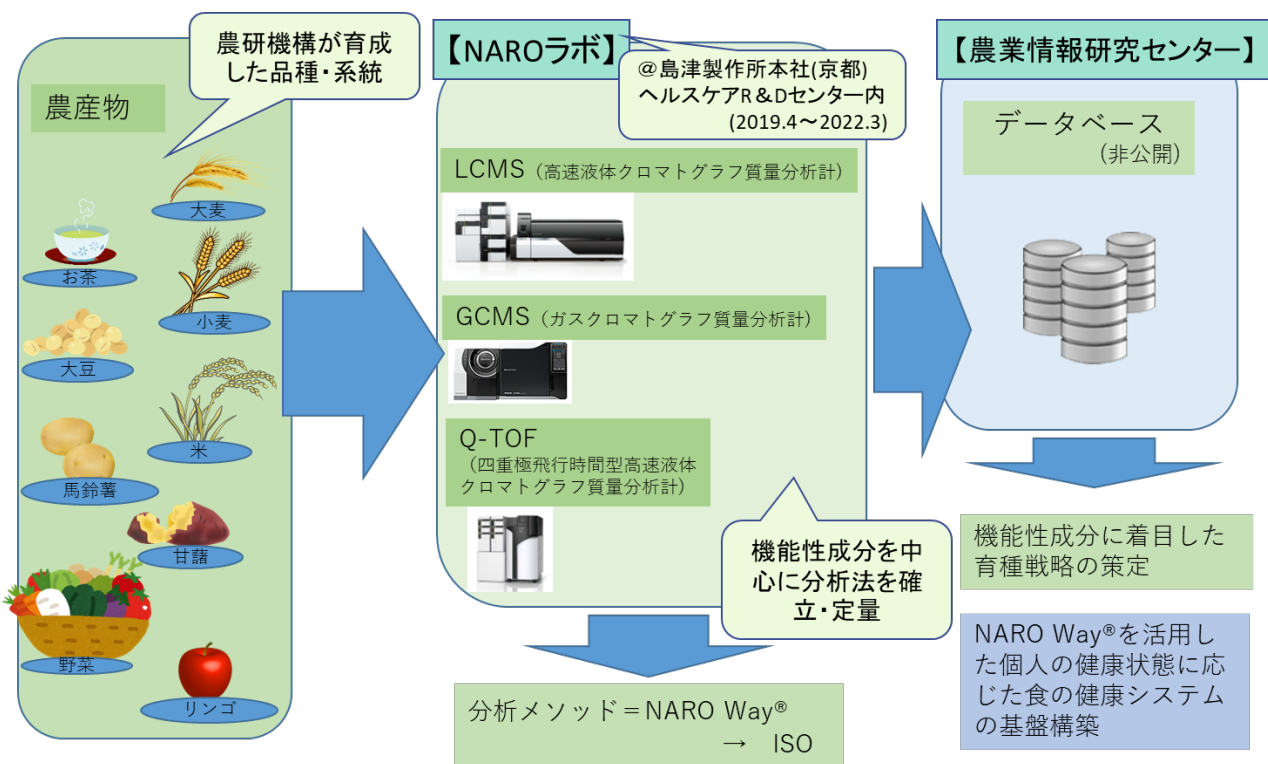 農研機構が育成
した品種・系統
農産物
大麦
お茶
小麦
大豆
米
馬鈴薯
甘藷
野菜
リンゴ
【NAROラボ】
＠島津製作所本社(京都)
ヘルスケアR＆Dセンター内
(2019.4～2022.3)
LCMS（高速液体クロマトグラフ質量分析計）
GCMS（ガスクロマトグラフ質量分析計）
Q-TOF
（四重極飛行時間型高速液体
クロマトグラフ質量分析計）
機能性成分を中
心に分析法を確
立・定量
分析メソッド＝NARO Way®
→ ISO
【農業情報研究センター】
データベース
(非公開)
機能性成分に着目した
育種戦略の策定
NARO Way®を活用し
た個人の健康状態に応
じた食の健康システム
の基盤構築